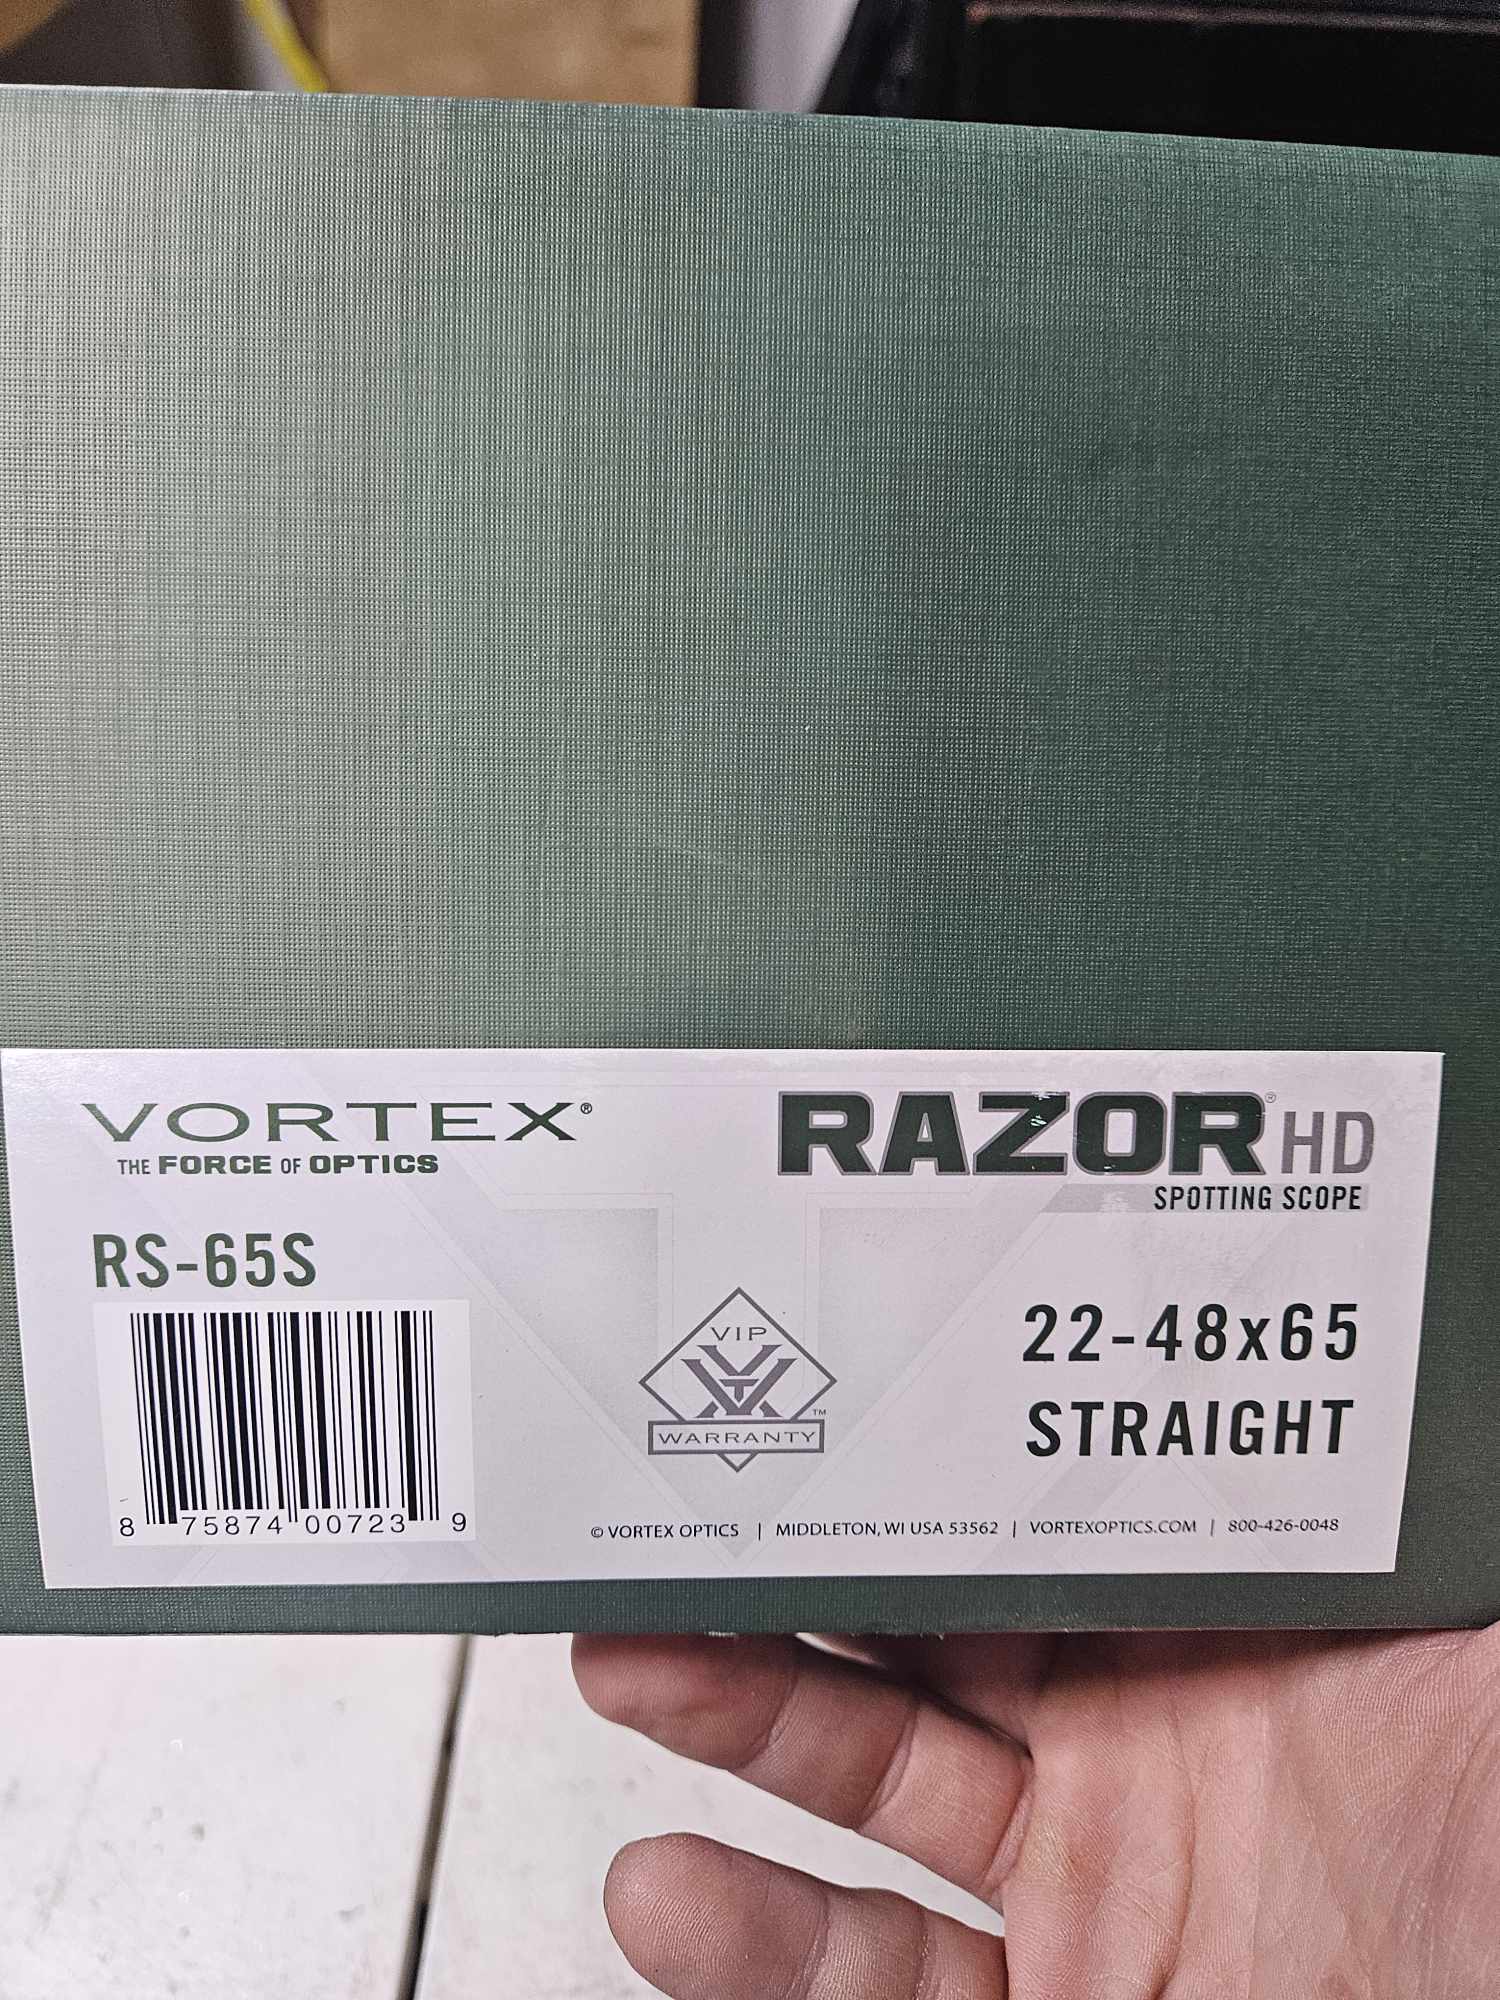 VORTEX®
THE FORCE OF OPTICS
RAZOR® HD
SPOTTING SCOPE
RS-65S
8 75874 00723 9
VIP
WARRANTY™
22-48x65
STRAIGHT
© VORTEX OPTICS | MIDDLETON, WI USA 53562 | VORTEXOPTICS.COM | 800-426-0048